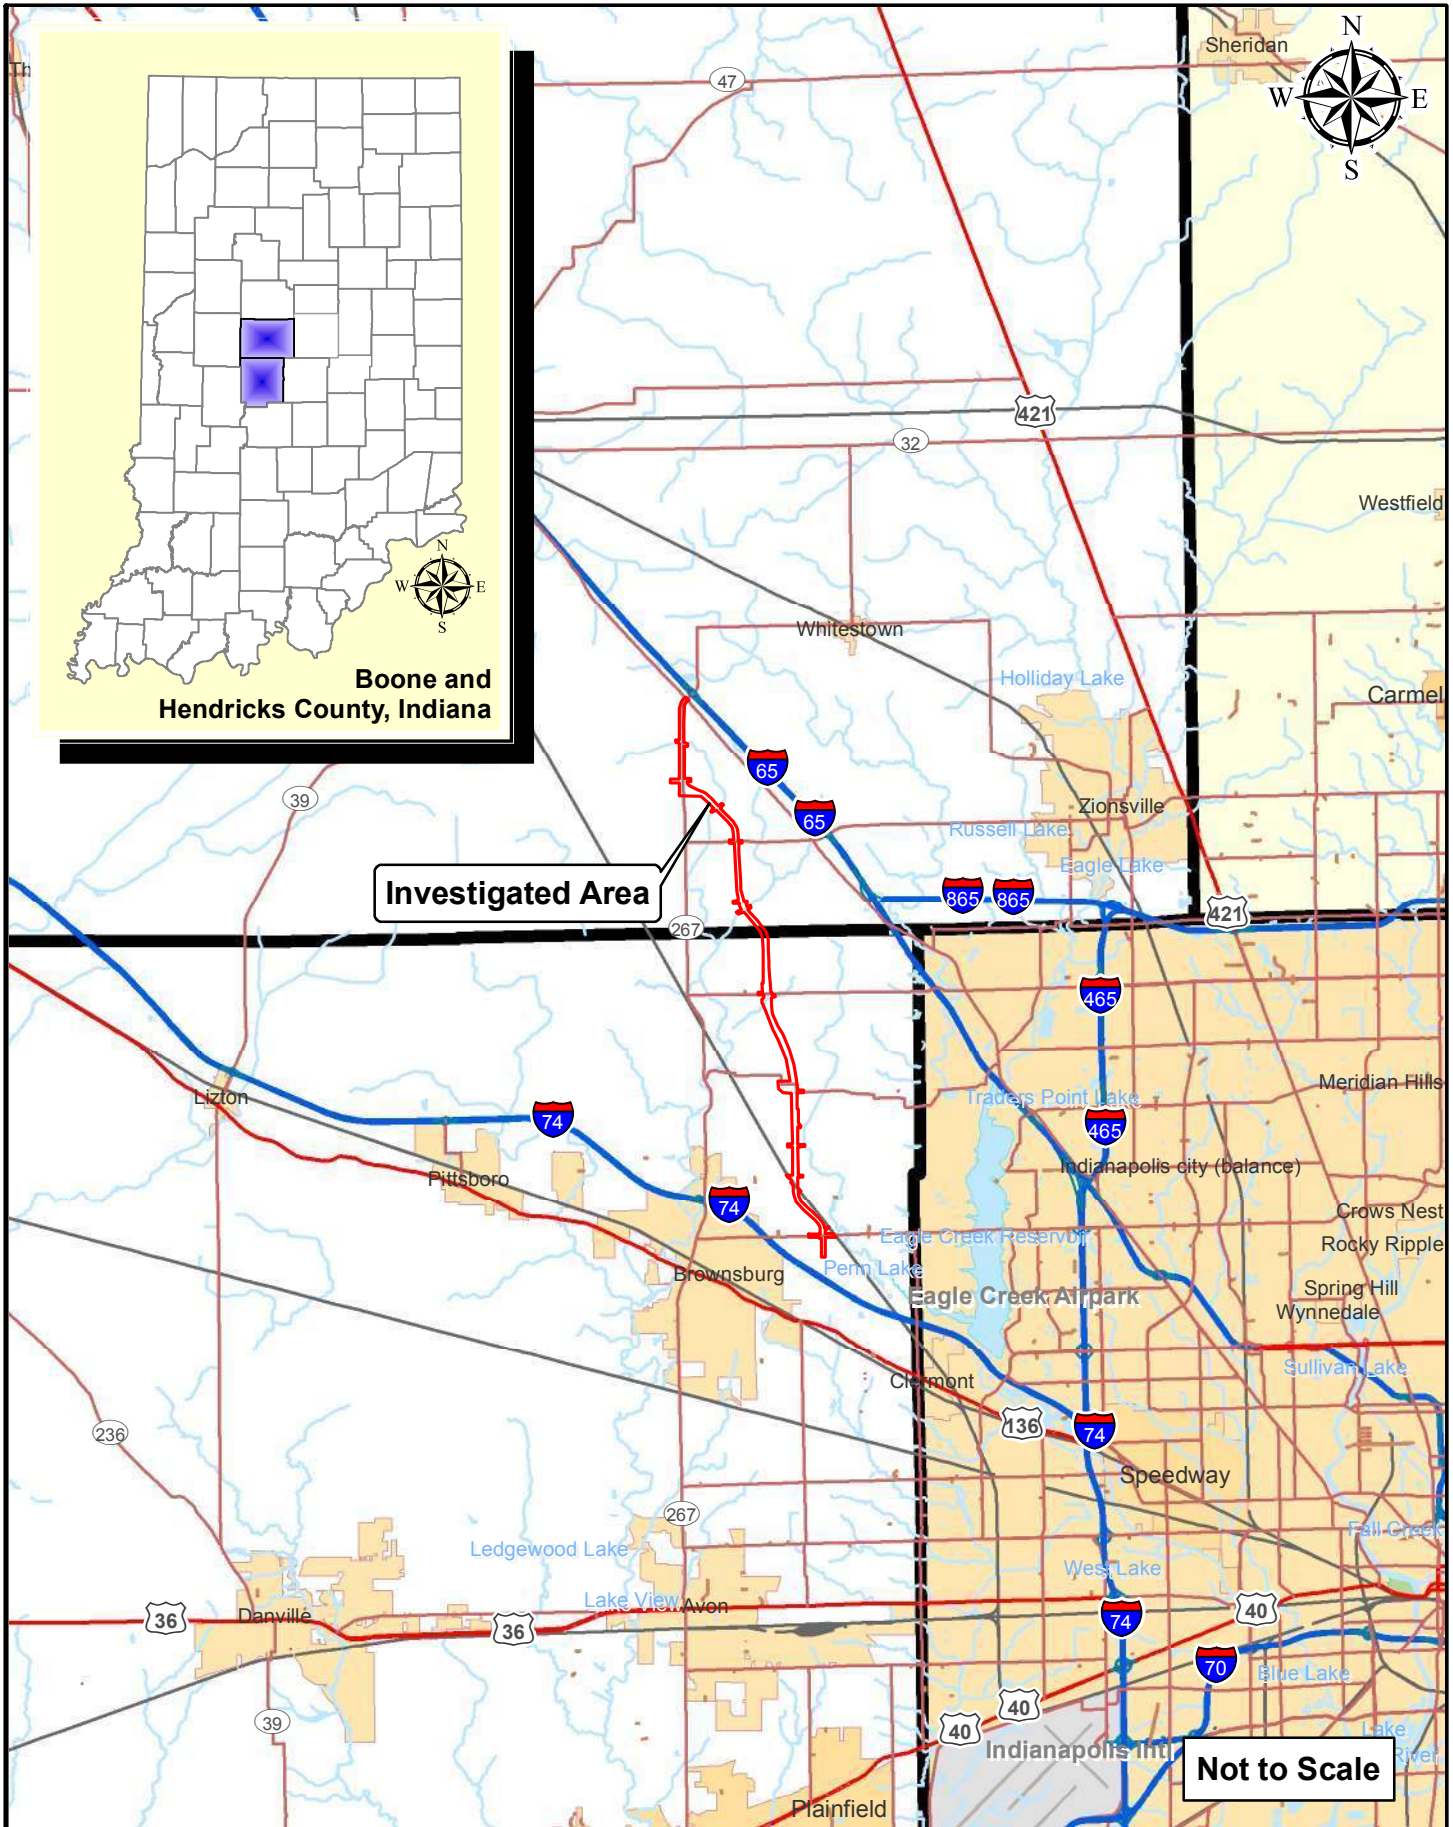 Th
Sheridan
N
W
E
S
47
421
32
Westfield
N
W
E
S
Whitestown
Boone and
Hendricks County, Indiana
Holliday Lake
Carmel
65
65
39
Zionsville
Russell Lake
Eagle Lake
Investigated Area
865
865
421
267
465
Meridian Hills
Lizton
Traders Point Lake
74
465
Indianapolis city (balance)
Pittsboro
74
Crows Nest
Eagle Creek Reservoir
Rocky Ripple
Penn Lake
Brownsburg
Eagle Creek Airpark
Spring Hill
Wynnedale
Sullivan Lake
Clermont
136
236
74
Speedway
267
Fall Creek
Ledgewood Lake
West Lake
Lake View
Avon
36
Danville
36
74
40
70
Blue Lake
39
40
40
Indianapolis Intl
Lake
River
Not to Scale
Plainfield